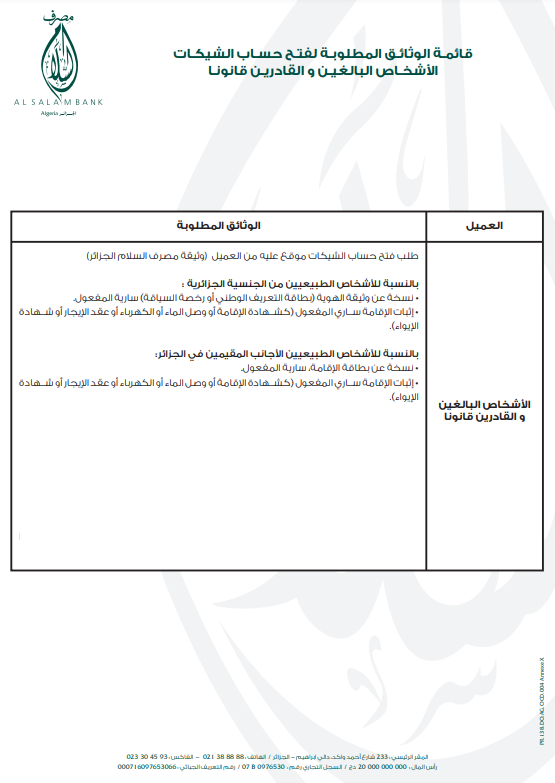 مصرف
السلام
AL SALAM BANK
Algeria الجزائر
قائمة الوثائق المطلوبة لفتح حساب الشيكات
الأشخاص البالغين و القادرين قانونا
العميل
الوثائق المطلوبة
طلب فتح حساب الشيكات موقع عليه من العميل (وثيقة مصرف السلام الجزائر)
بالنسبة للأشخاص الطبيعيين من الجنسية الجزائرية :
• نسخة عن وثيقة الهوية (بطاقة التعريف الوطني أو رخصة السياقة) سارية المفعول.
• إثبات الإقامة ساري المفعول (كشهادة الإقامة أو وصل الماء أو الكهرباء أو عقد الإيجار أو شهادة
الإيواء).
بالنسبة للأشخاص الطبيعيين الأجانب المقيمين في الجزائر:
• نسخة عن بطاقة الإقامة، سارية المفعول.
• إثبات الإقامة ساري المفعول (كشهادة الإقامة أو وصل الماء أو الكهرباء أو عقد الإيجار أو شهادة
الإيواء).
الأشخاص البالغين
و القادرين قانونا
PR.L3B.DO.AG.OCD.004 Annexe X
المقر الرئيسي : 233 شارع أحمد واكد، دالي ابراهيم – الجزائر / الهاتف : 88 88 38 021 – الفاكس : 93 45 30 023
رأس المال : 000 000 000 20 دج / السجل التجاري رقم : 0976530 B 07 / رقم التعريف الجبائي : 000716097653066